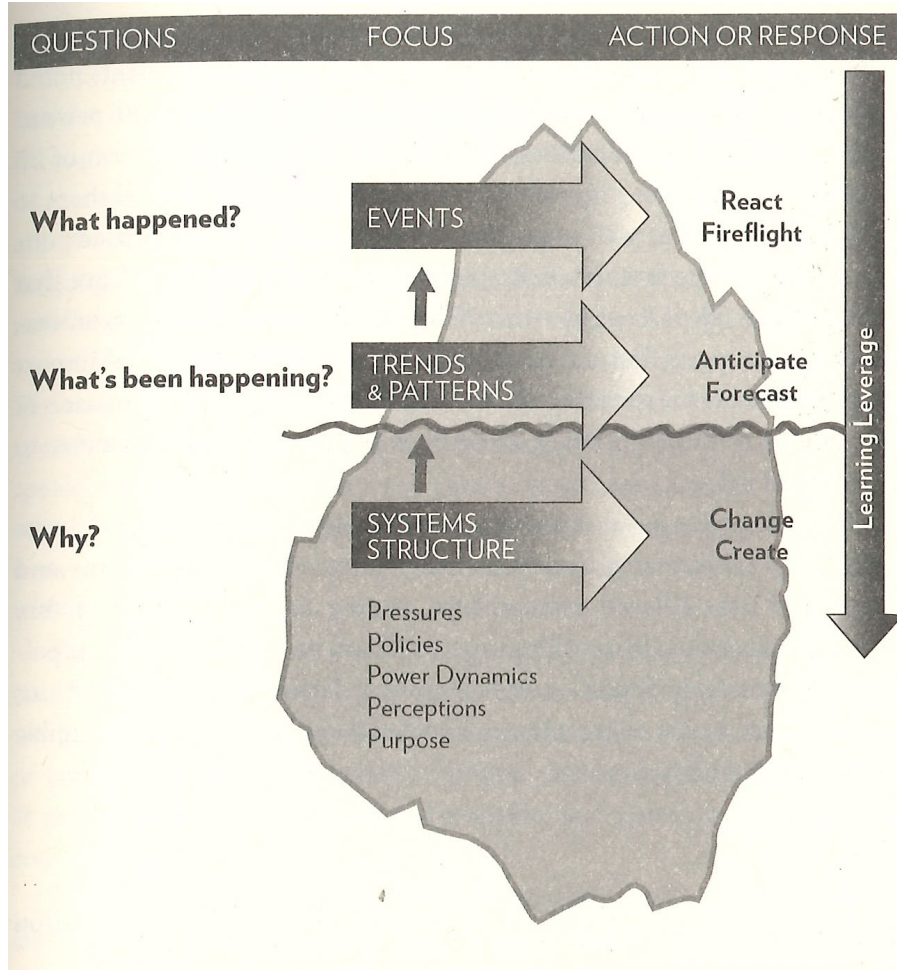 QUESTIONS FOCUS ACTION OR RESPONSE
What happened?
EVENTS
React
Fireflight
What's been happening?
TRENDS
& PATTERNS
Anticipate
Forecast
Why?
SYSTEMS
STRUCTURE
Change
Create
Pressures
Policies
Power Dynamics
Perceptions
Purpose
Learning Leverage